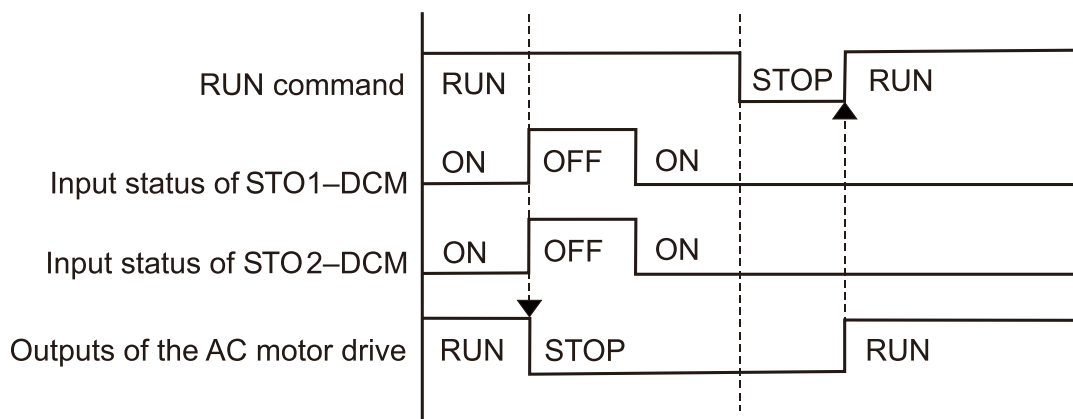 RUN command RUN STOP RUN
Input status of STO1–DCM ON OFF ON
Input status of STO2–DCM ON OFF ON
Outputs of the AC motor drive RUN STOP RUN